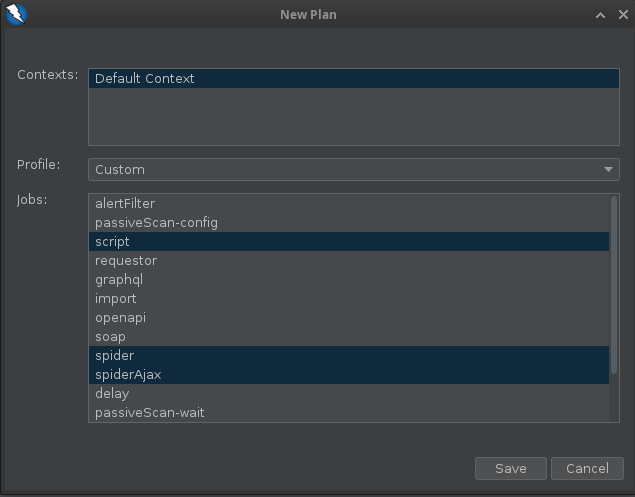 New Plan
Contexts:
Default Context
Profile:
Custom
Jobs:
alertFilter
passiveScan-config
script
requestor
graphql
import
openapi
soap
spider
spiderAjax
delay
passiveScan-wait
Save
Cancel